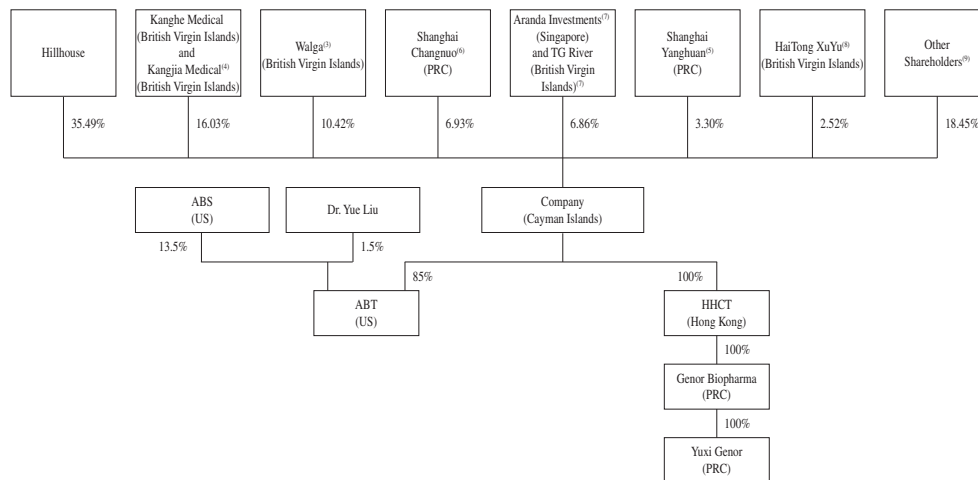 Hillhouse
Kanghe Medical
(British Virgin Islands)
and
Kangjia Medical(4)
(British Virgin Islands)
Walga(3)
(British Virgin Islands)
Shanghai
Changnuo(6)
(PRC)
Aranda Investments(7)
(Singapore)
and TG River
(British Virgin
Islands)(7)
Shanghai
Yanghuan(5)
(PRC)
HaiTong XuYu(8)
(British Virgin Islands)
Other
Shareholders(9)
35.49%
16.03%
10.42%
6.93%
6.86%
3.30%
2.52%
18.45%
ABS
(US)
Dr. Yue Liu
Company
(Cayman Islands)
13.5%
1.5%
85%
100%
ABT
(US)
HHCT
(Hong Kong)
100%
Genor Biopharma
(PRC)
100%
Yuxi Genor
(PRC)